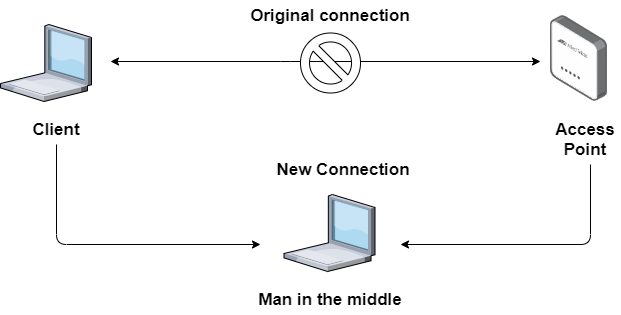 Original connection
Client
Access
Point
New Connection
Man in the middle